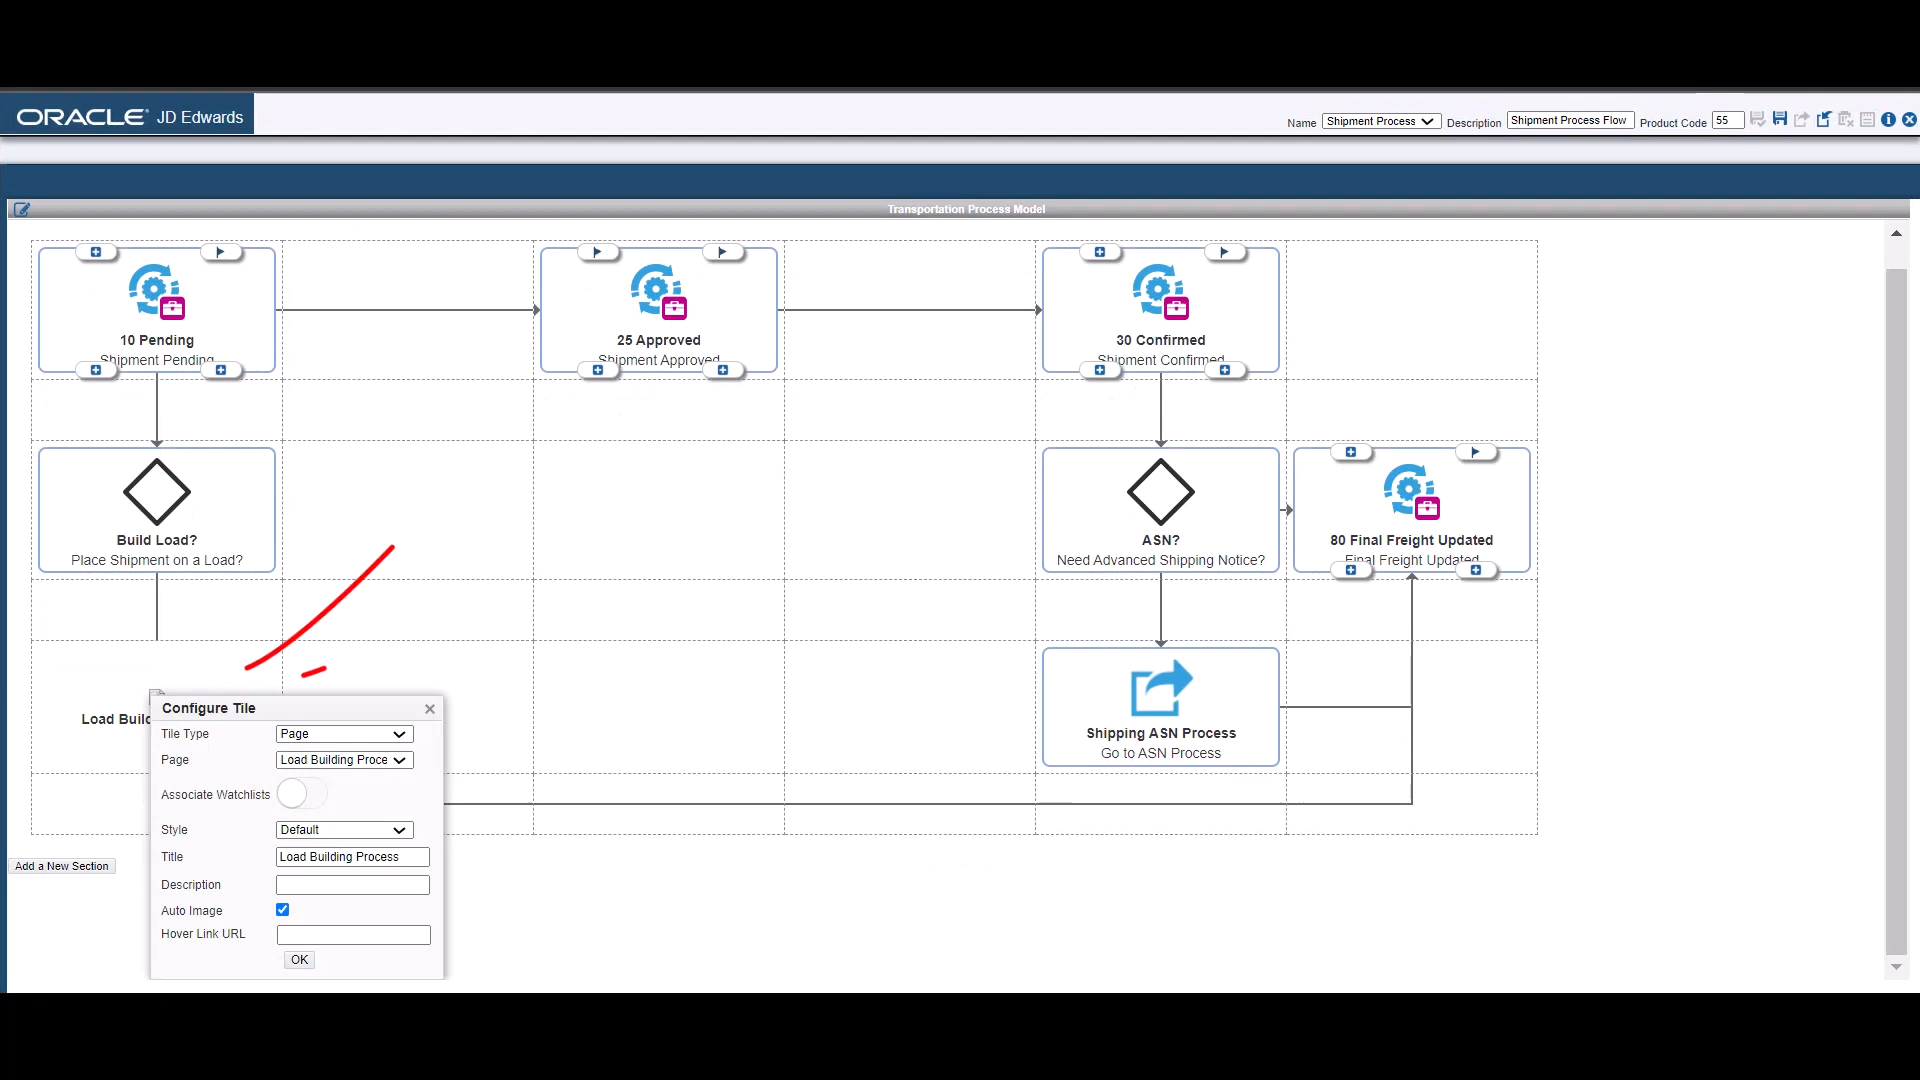 ORACLE JD Edwards
Name Shipment Process Description Shipment Process Flow Product Code 55
Transportation Process Model
10 Pending
Shipment Pending
25 Approved
Shipment Approved
30 Confirmed
Shipment Confirmed
Build Load?
Place Shipment on a Load?
ASN?
Need Advanced Shipping Notice?
80 Final Freight Updated
Final Freight Updated
Load Build
Shipping ASN Process
Go to ASN Process
Configure Tile
Tile Type Page
Page Load Building Proce
Associate Watchlists
Style Default
Title Load Building Process
Description
Auto Image
Hover Link URL
OK
Add a New Section